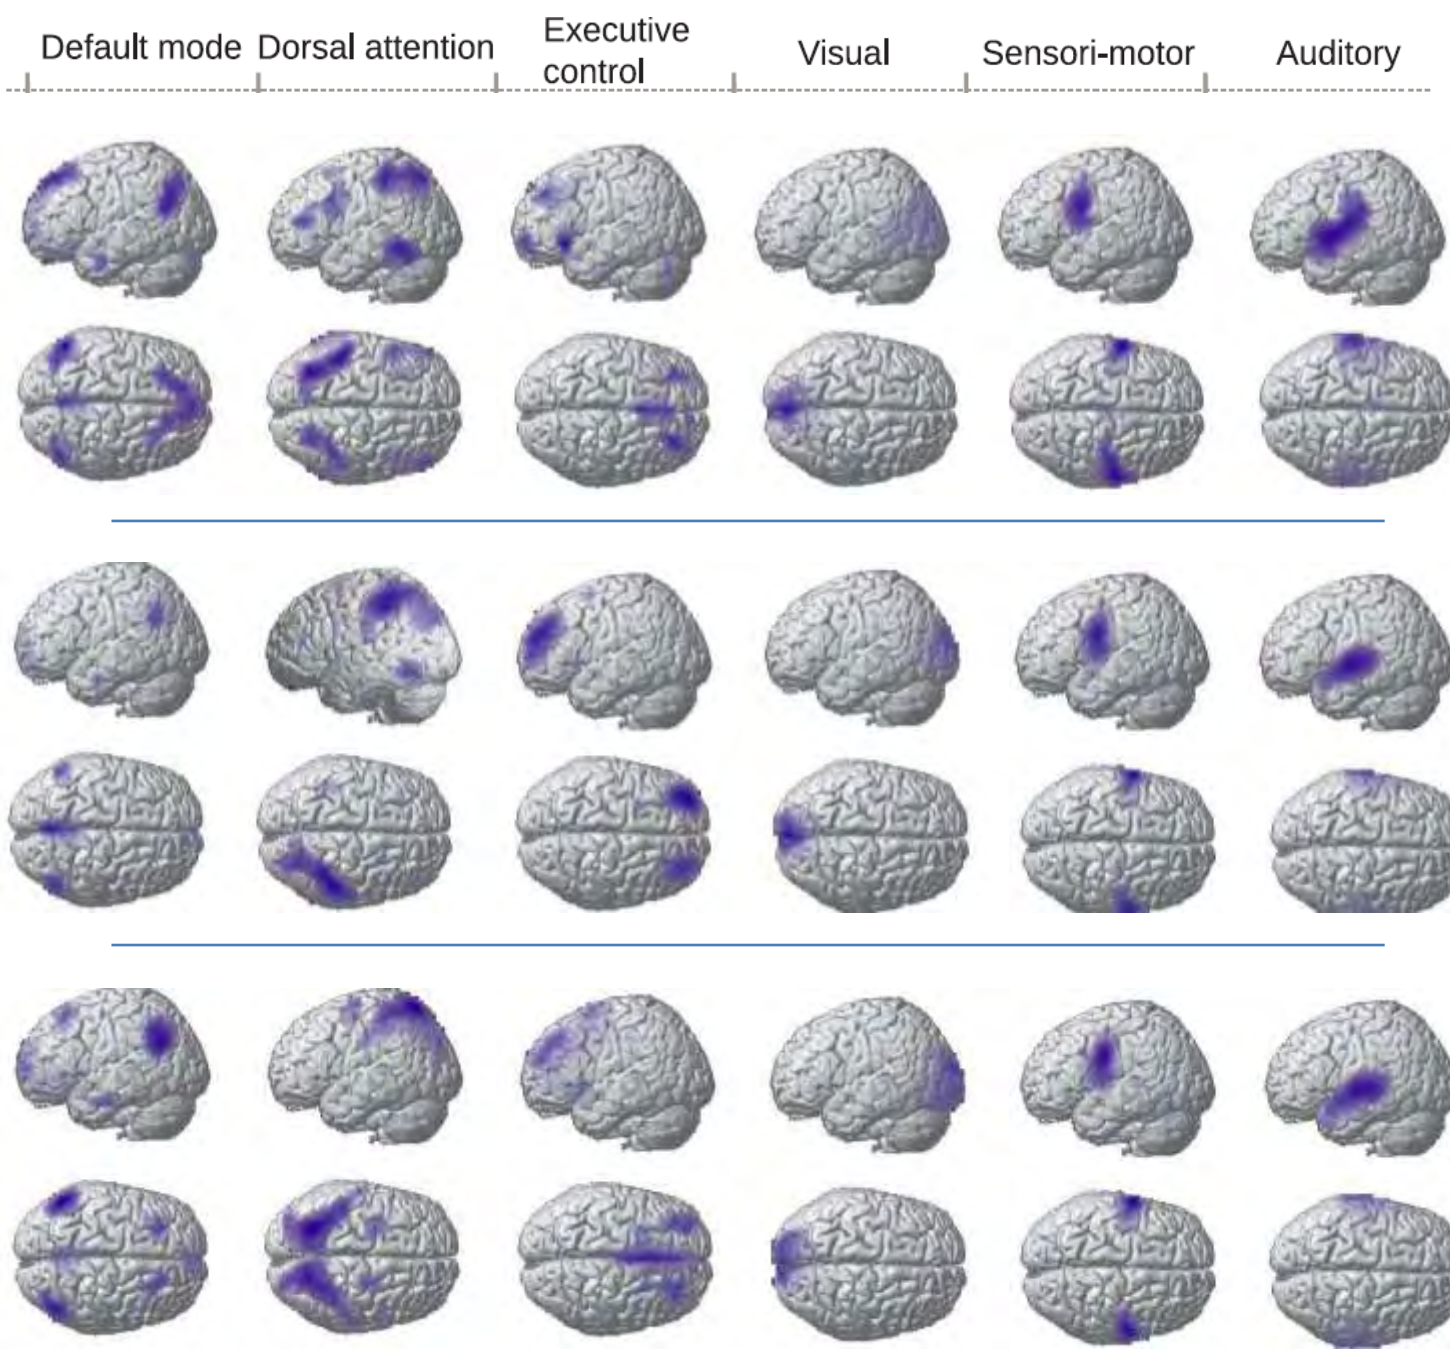 Default mode
Dorsal attention
Executive
control
Visual
Sensori-motor
Auditory